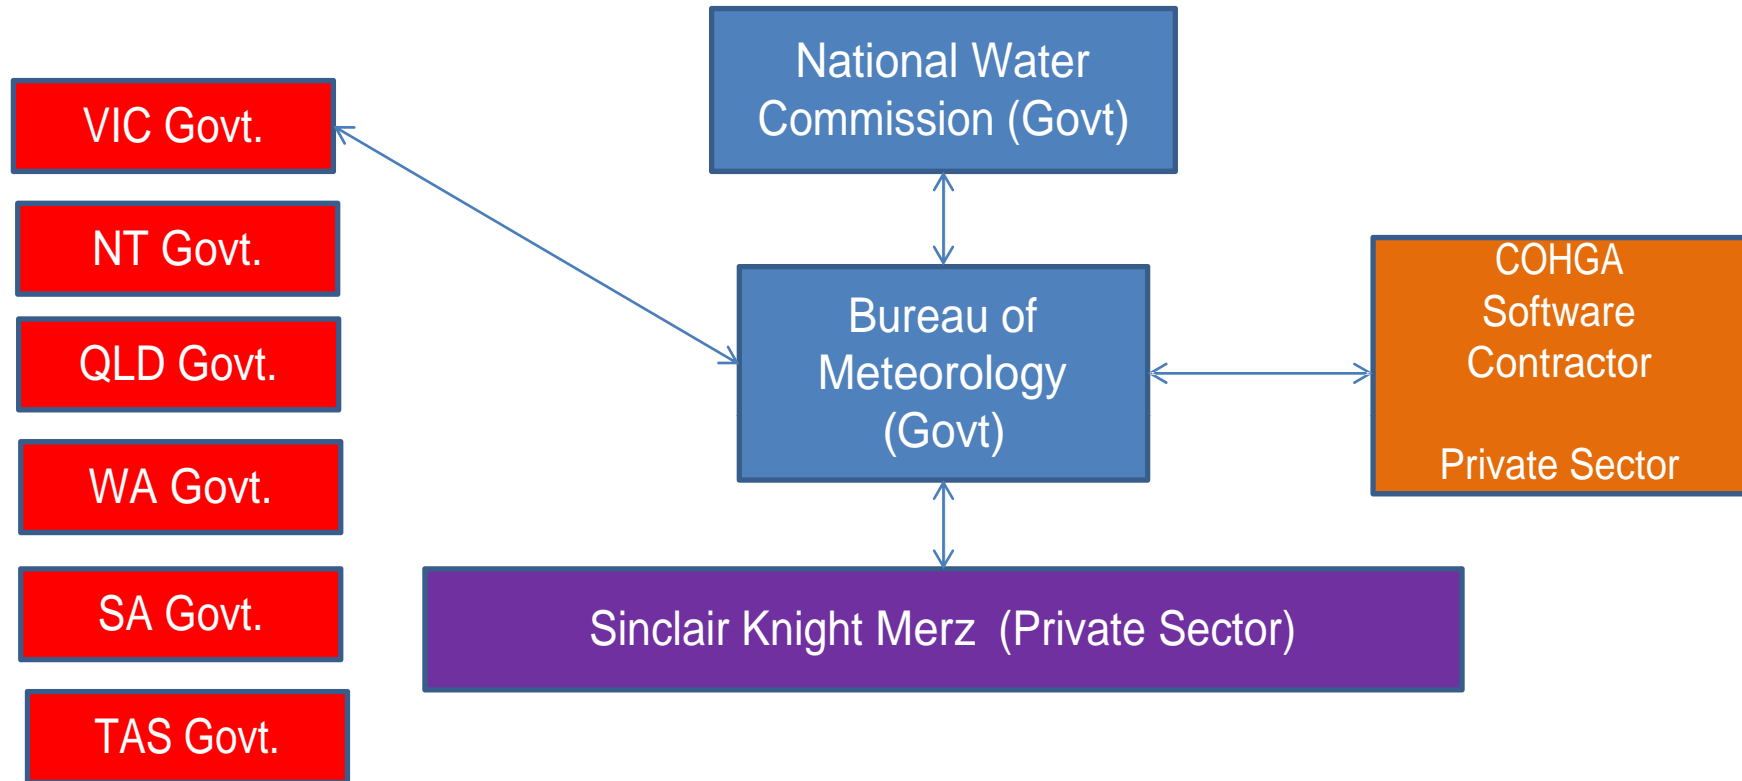 National Water
Commission (Govt)
VIC Govt.
NT Govt.
QLD Govt.
WA Govt.
SA Govt.
TAS Govt.
Bureau of
Meteorology
(Govt)
COHGA
Software
Contractor
Private Sector
Sinclair Knight Merz  (Private Sector)